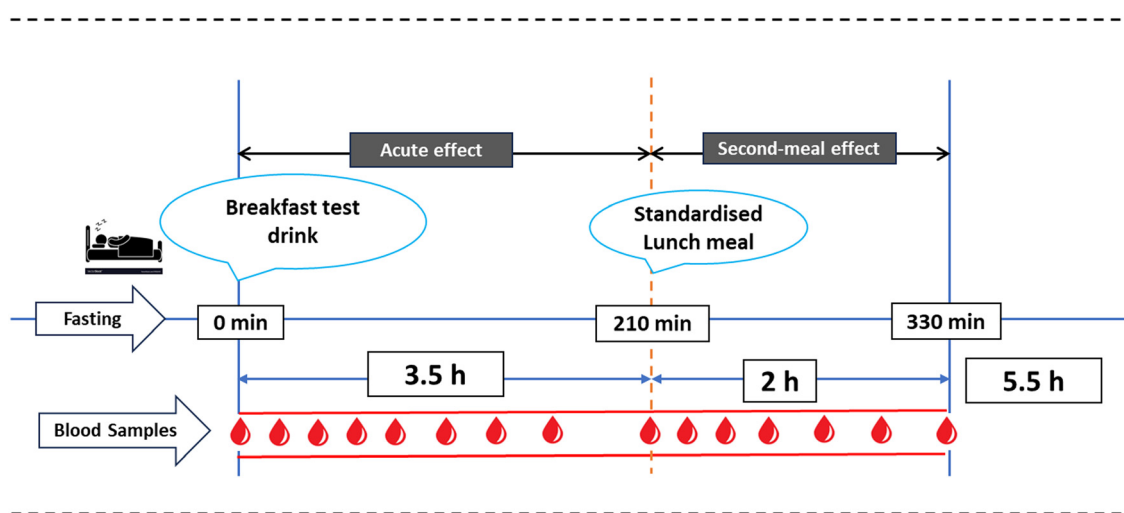 Acute effect
Second-meal effect
Breakfast test
drink
Standardised
Lunch meal
Fasting
0 min
210 min
330 min
3.5 h
2 h
5.5 h
Blood Samples